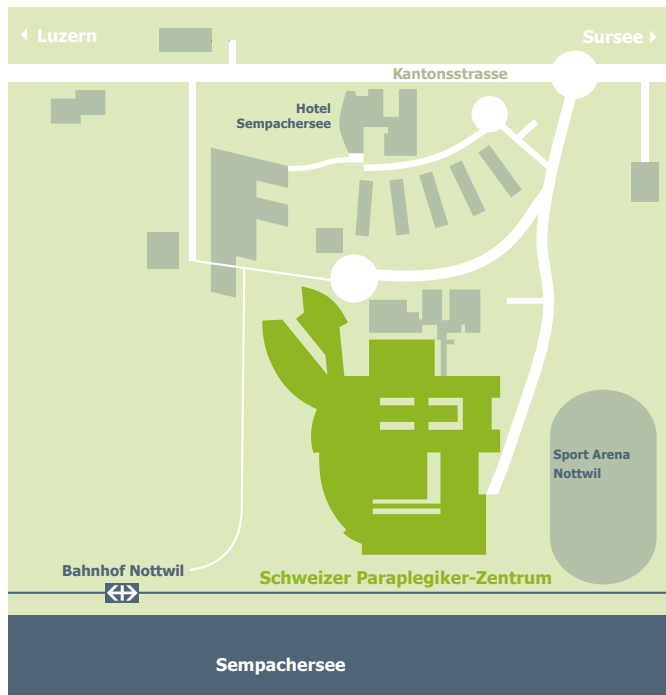 Luzern
Sursee
Kantonsstrasse
Hotel
Sempachersee
Sport Arena
Nottwil
Bahnhof Nottwil
Schweizer Paraplegiker-Zentrum
Sempachersee